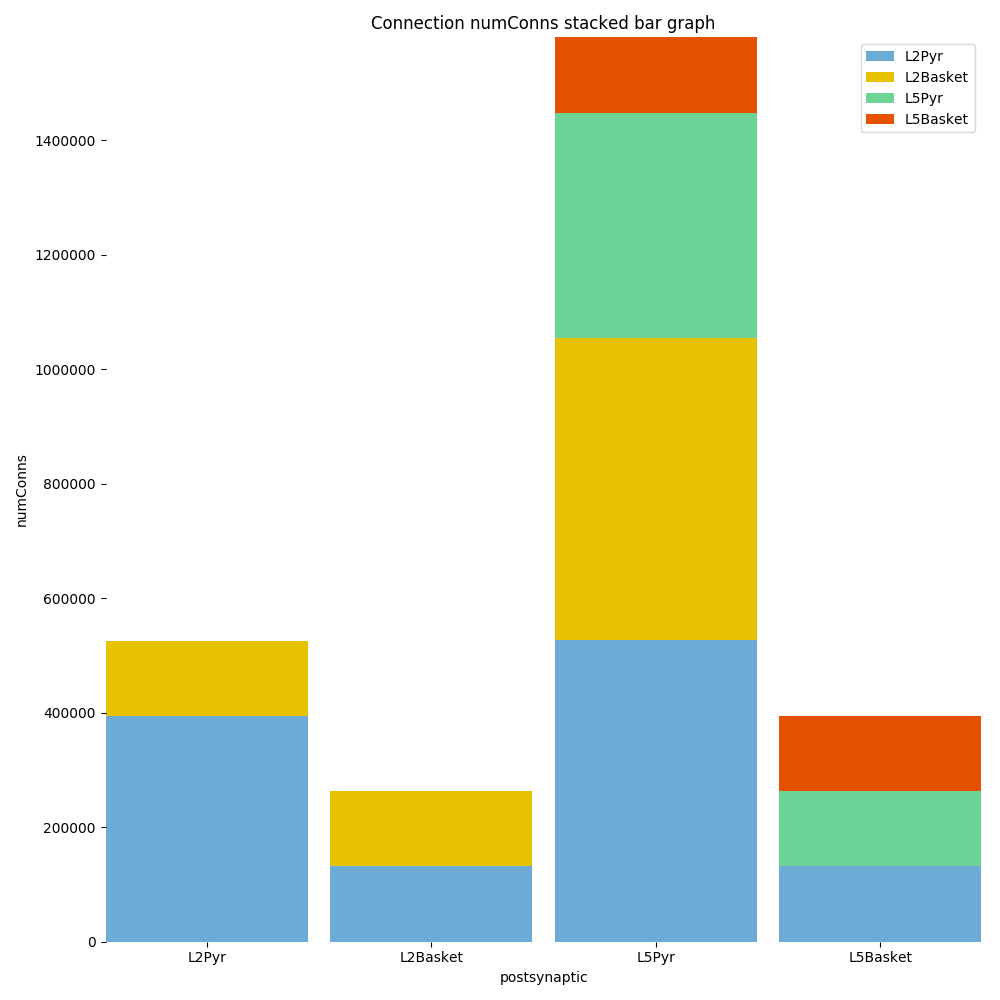 Connection numConns stacked bar graph
L2Pyr
L2Basket
L5Pyr
L5Basket
1400000
1200000
1000000
800000
600000
400000
200000
0
numConns
L2Pyr L2Basket L5Pyr L5Basket
postsynaptic